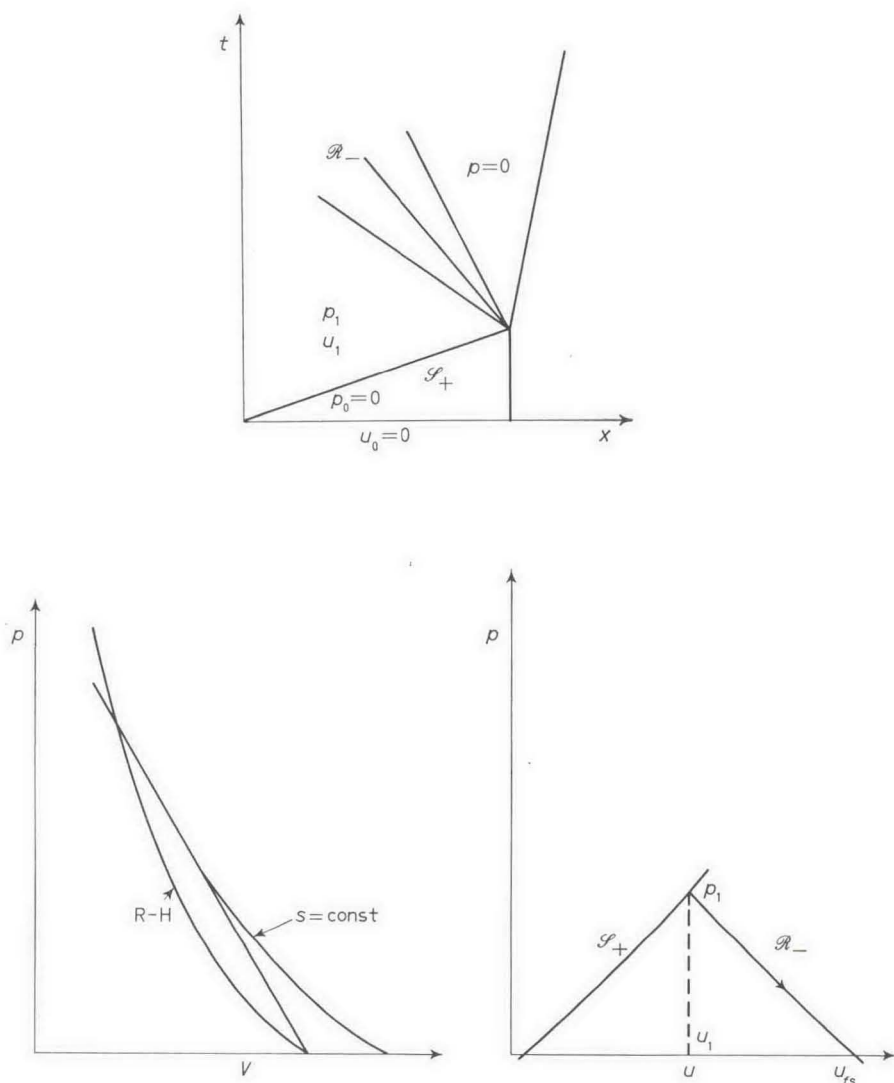 t
ℛ₋
p=0
p₁
u₁
𝒮₊
p₀=0
u₀=0
x
p
R-H
s=const
V
p
p₁
𝒮₊
ℛ₋
u₁
u
u_fs